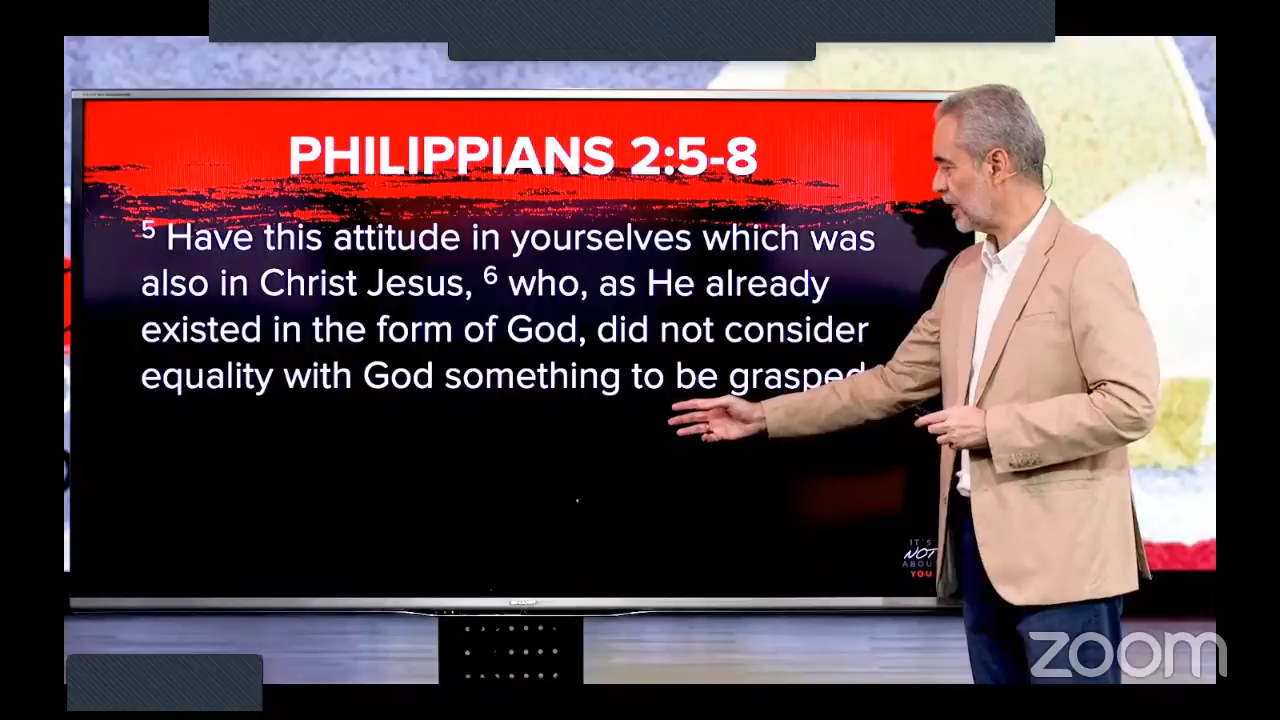 PHILIPPIANS 2:5-8
⁵ Have this attitude in yourselves which was
also in Christ Jesus, ⁶ who, as He already
existed in the form of God, did not consider
equality with God something to be grasped
IT'S
NOT
ABOUT
YOU
zoom